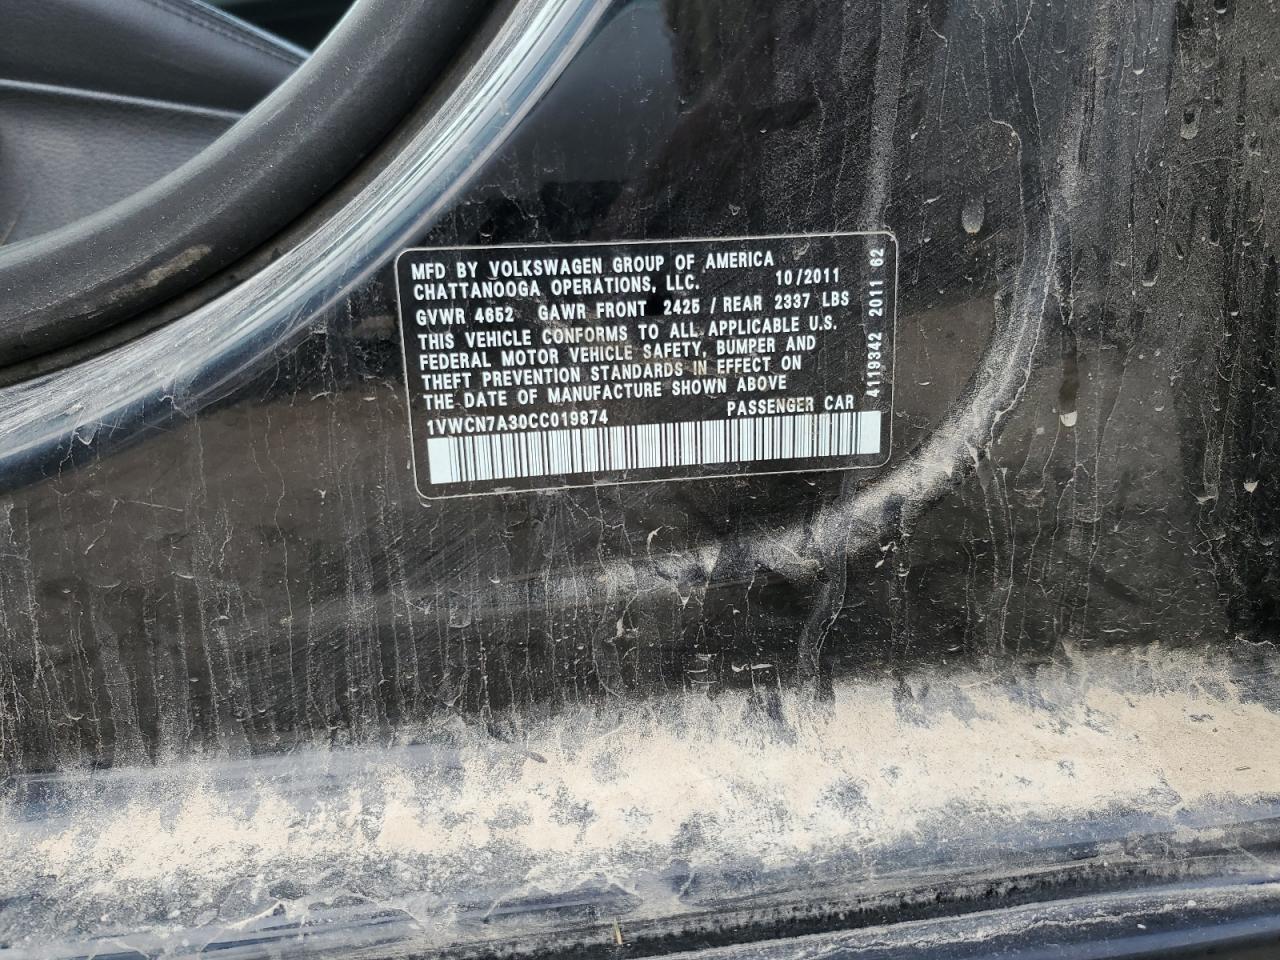 MFD BY VOLKSWAGEN GROUP OF AMERICA
CHATTANOOGA OPERATIONS, LLC. 10/2011
GVWR 4652 GAWR FRONT 2425 / REAR 2337 LBS
THIS VEHICLE CONFORMS TO ALL APPLICABLE U.S.
FEDERAL MOTOR VEHICLE SAFETY, BUMPER AND
THEFT PREVENTION STANDARDS IN EFFECT ON
THE DATE OF MANUFACTURE SHOWN ABOVE
1VWCN7A30CC019874 PASSENGER CAR
4119342 2011 62